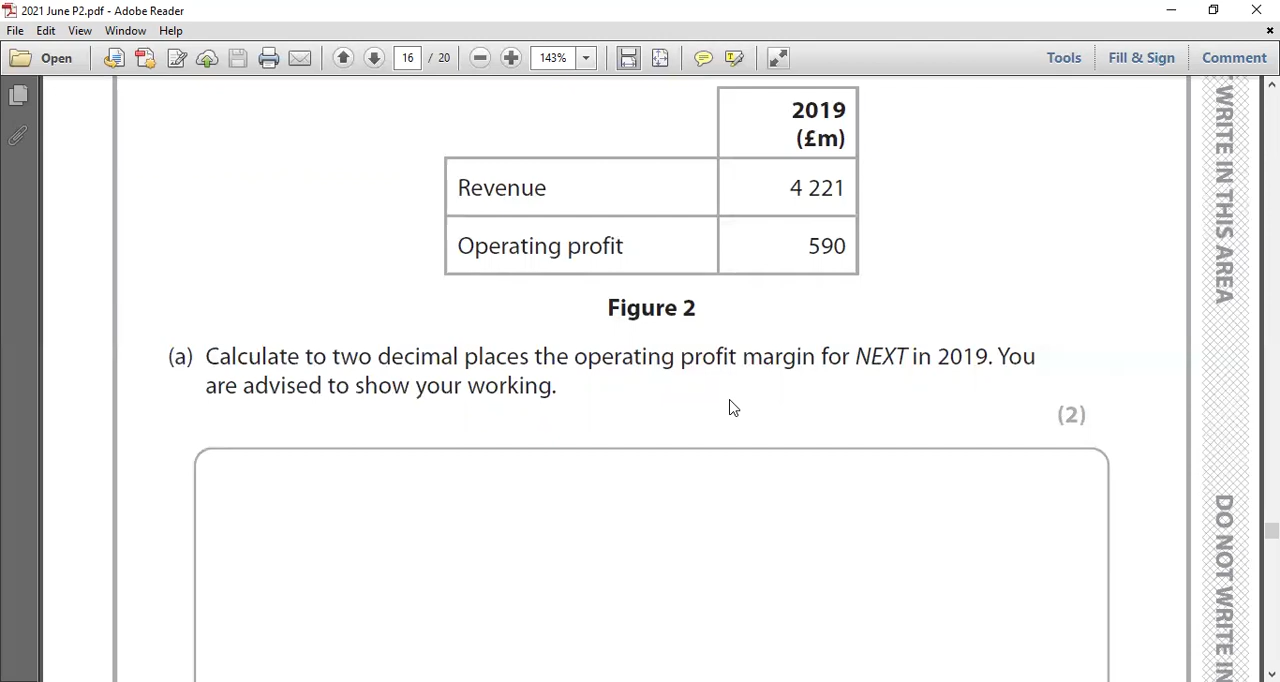 2021 June P2.pdf - Adobe Reader
File Edit View Window Help
Open 16 / 20 143% Tools Fill & Sign Comment
2019
(£m)
Revenue 4 221
Operating profit 590
Figure 2
(a) Calculate to two decimal places the operating profit margin for NEXT in 2019. You
are advised to show your working.
(2)
WRITE IN THIS AREA
DO NOT WRITE IN